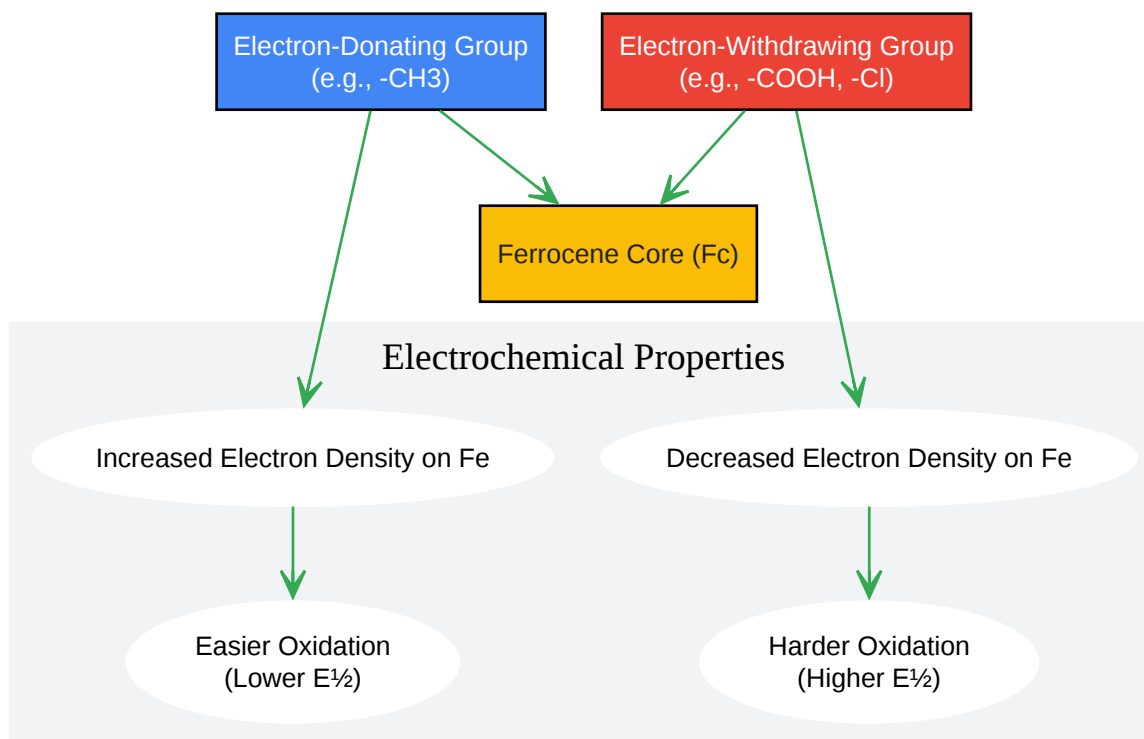 Electron-Donating Group
(e.g., -CH3)
Electron-Withdrawing Group
(e.g., -COOH, -Cl)
Ferrocene Core (Fc)
Electrochemical Properties
Increased Electron Density on Fe
Decreased Electron Density on Fe
Easier Oxidation
(Lower E½)
Harder Oxidation
(Higher E½)